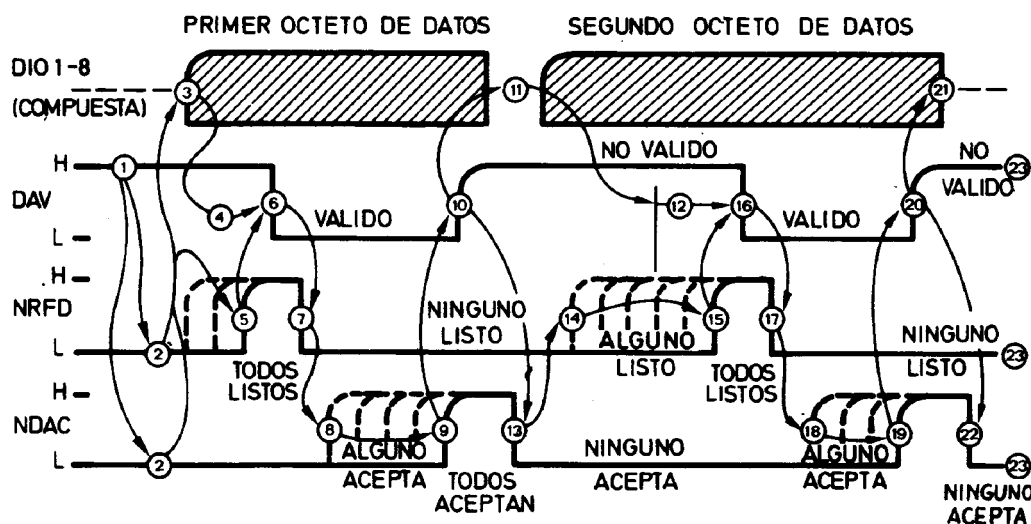 PRIMER OCTETO DE DATOS
SEGUNDO OCTETO DE DATOS
DIO 1-8
(COMPUESTA)
3
11
21
H
1
NO VALIDO
NO
VALIDO
23
DAV
4
6
VALIDO
10
12
16
VALIDO
20
L
H
NRFD
5
7
NINGUNO
LISTO
14
15
17
NINGUNO
LISTO
L
2
TODOS
LISTOS
ALGUNO
LISTO
TODOS
LISTOS
23
H
NDAC
8
9
13
18
19
22
L
2
ALGUNO
ACEPTA
TODOS
ACEPTAN
NINGUNO
ACEPTA
ALGUNO
ACEPTA
23
NINGUNO
ACEPTA